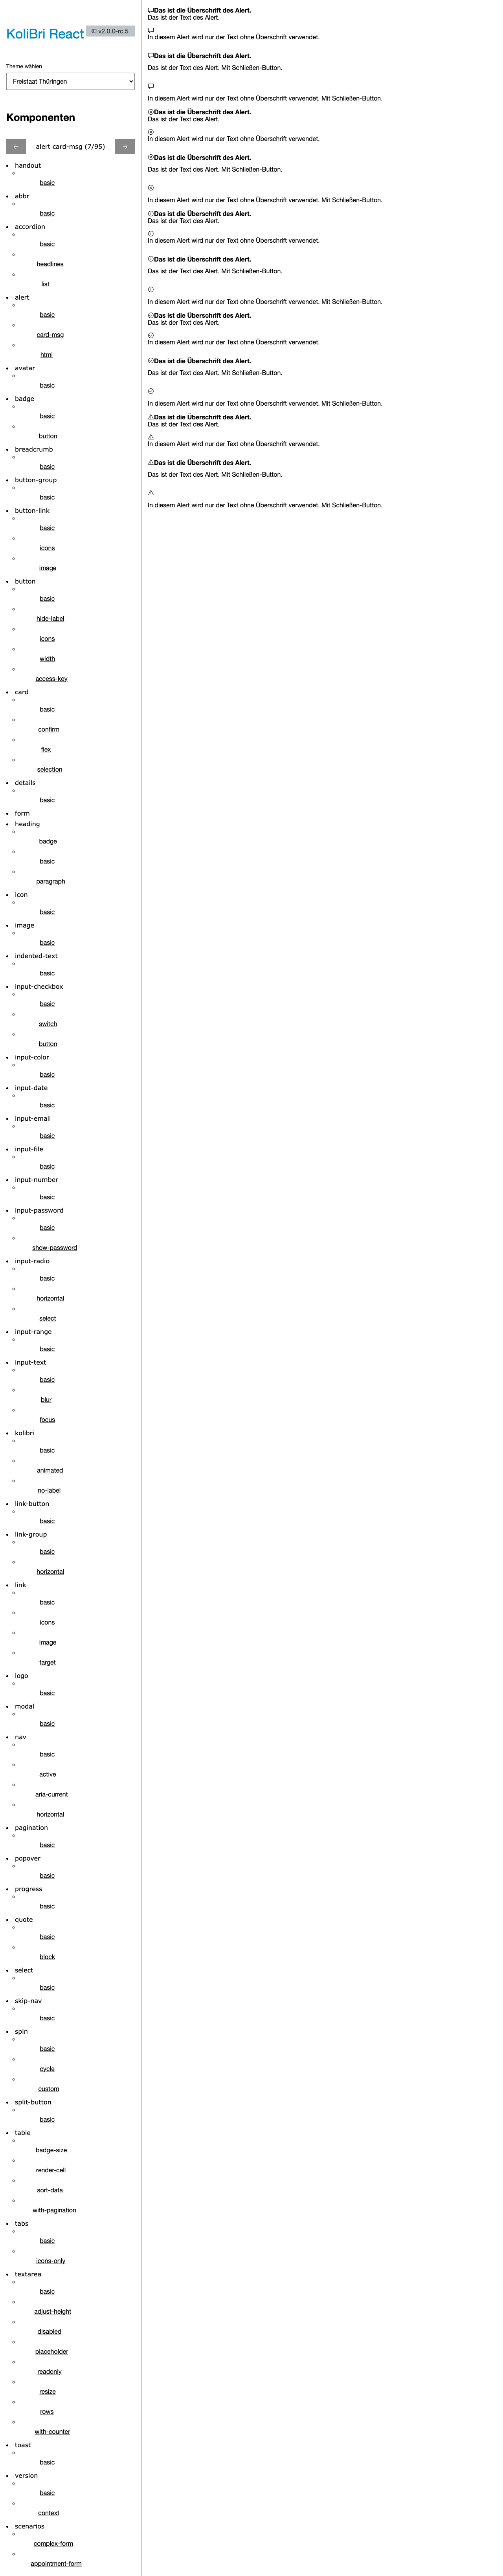 KoliBri React
v2.0.0-rc.5
Theme wählen
Freistaat Thüringen
Komponenten
alert card-msg (7/95)
handout
basic
abbr
basic
accordion
basic
headlines
list
alert
basic
card-msg
html
avatar
basic
badge
basic
button
breadcrumb
basic
button-group
basic
button-link
basic
icons
image
button
basic
hide-label
icons
width
access-key
card
basic
confirm
flex
selection
details
basic
form
heading
badge
basic
paragraph
icon
basic
image
basic
indented-text
basic
input-checkbox
basic
switch
button
input-color
basic
input-date
basic
input-email
basic
input-file
basic
input-number
basic
input-password
basic
show-password
input-radio
basic
horizontal
select
input-range
basic
input-text
basic
blur
focus
kolibri
basic
animated
no-label
link-button
basic
link-group
basic
horizontal
link
basic
icons
image
target
logo
basic
modal
basic
nav
basic
active
aria-current
horizontal
pagination
basic
popover
basic
progress
basic
quote
basic
block
select
basic
skip-nav
basic
spin
basic
cycle
custom
split-button
basic
table
badge-size
render-cell
sort-data
with-pagination
tabs
basic
icons-only
textarea
basic
adjust-height
disabled
placeholder
readonly
resize
rows
with-counter
toast
basic
version
basic
context
scenarios
complex-form
appointment-form
Das ist die Überschrift des Alert.
Das ist der Text des Alert.
In diesem Alert wird nur der Text ohne Überschrift verwendet.
Das ist die Überschrift des Alert.
Das ist der Text des Alert. Mit Schließen-Button.
In diesem Alert wird nur der Text ohne Überschrift verwendet. Mit Schließen-Button.
Das ist die Überschrift des Alert.
Das ist der Text des Alert.
In diesem Alert wird nur der Text ohne Überschrift verwendet.
Das ist die Überschrift des Alert.
Das ist der Text des Alert. Mit Schließen-Button.
In diesem Alert wird nur der Text ohne Überschrift verwendet. Mit Schließen-Button.
Das ist die Überschrift des Alert.
Das ist der Text des Alert.
In diesem Alert wird nur der Text ohne Überschrift verwendet.
Das ist die Überschrift des Alert.
Das ist der Text des Alert. Mit Schließen-Button.
In diesem Alert wird nur der Text ohne Überschrift verwendet. Mit Schließen-Button.
Das ist die Überschrift des Alert.
Das ist der Text des Alert.
In diesem Alert wird nur der Text ohne Überschrift verwendet.
Das ist die Überschrift des Alert.
Das ist der Text des Alert. Mit Schließen-Button.
In diesem Alert wird nur der Text ohne Überschrift verwendet. Mit Schließen-Button.
Das ist die Überschrift des Alert.
Das ist der Text des Alert.
In diesem Alert wird nur der Text ohne Überschrift verwendet.
Das ist die Überschrift des Alert.
Das ist der Text des Alert. Mit Schließen-Button.
In diesem Alert wird nur der Text ohne Überschrift verwendet. Mit Schließen-Button.